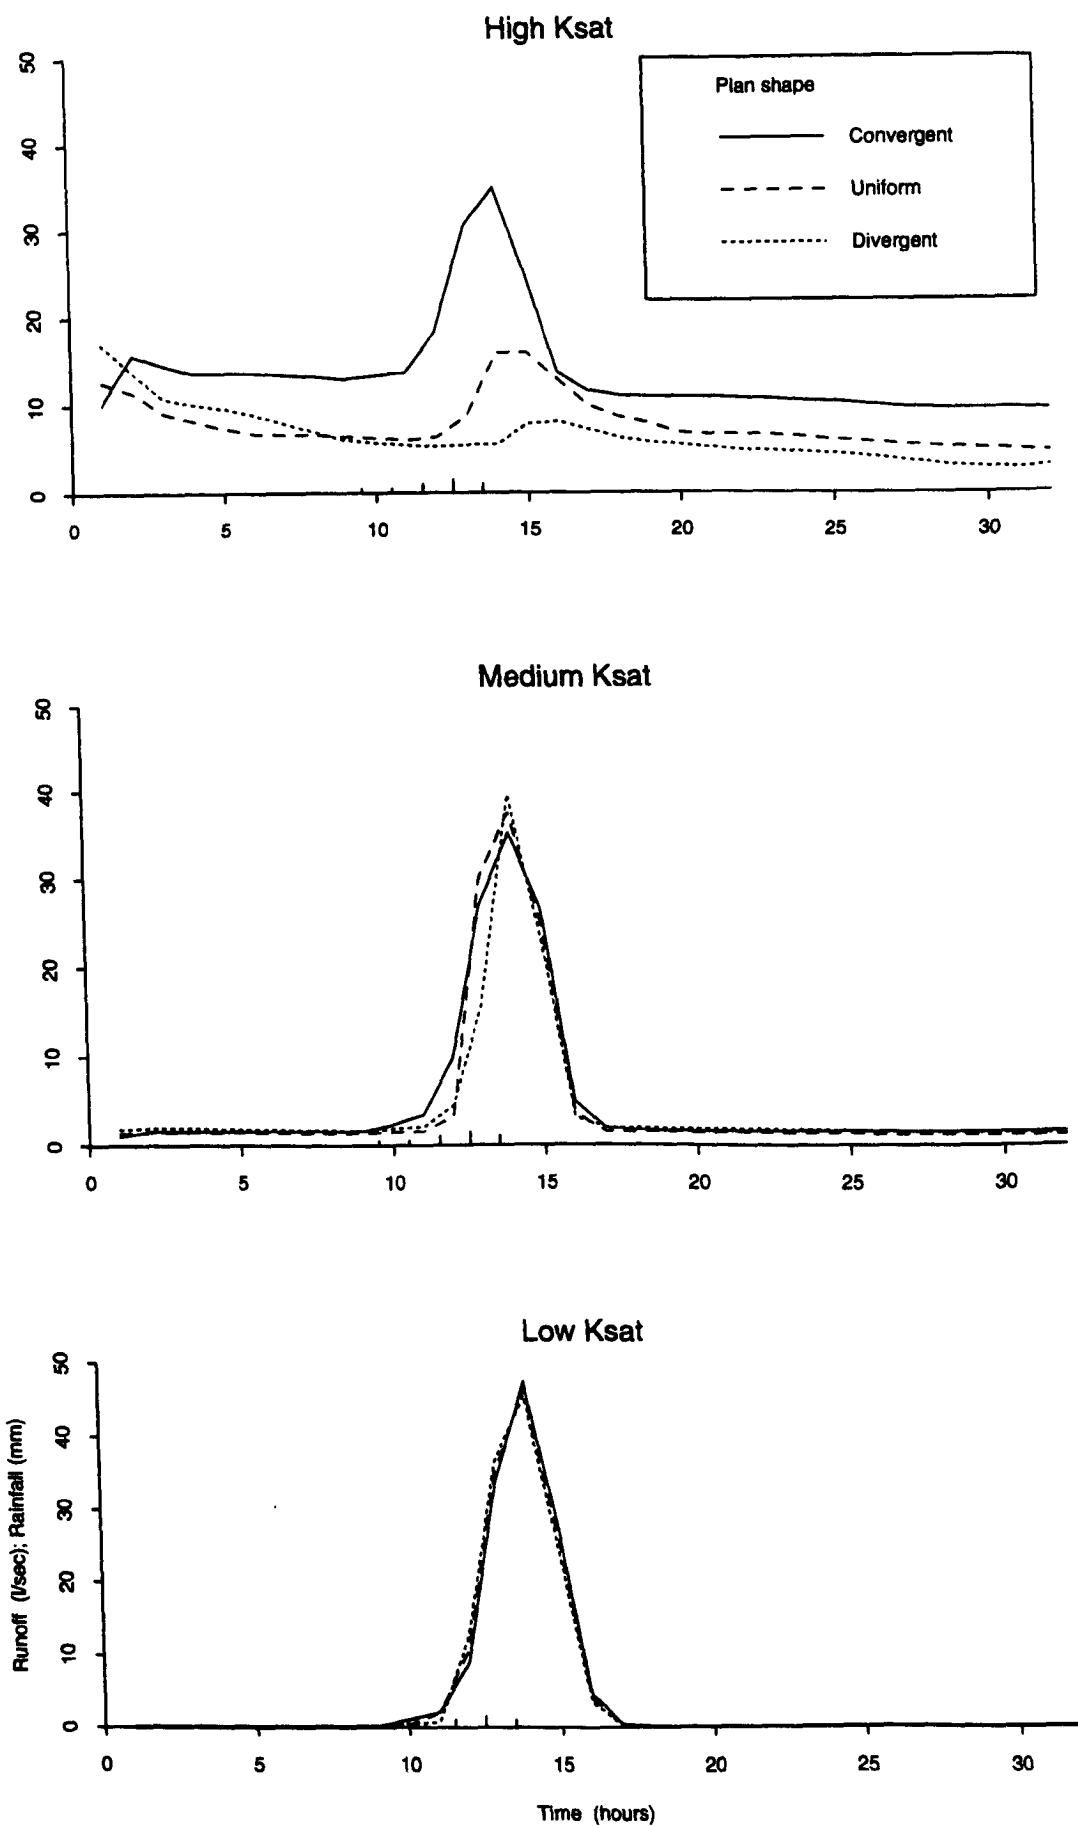 High Ksat
Plan shape
Convergent
Uniform
Divergent
50
40
30
20
10
0
0 5 10 15 20 25 30
Medium Ksat
50
40
30
20
10
0
0 5 10 15 20 25 30
Low Ksat
50
40
30
20
10
0
Runoff (l/sec); Rainfall (mm)
0 5 10 15 20 25 30
Time (hours)